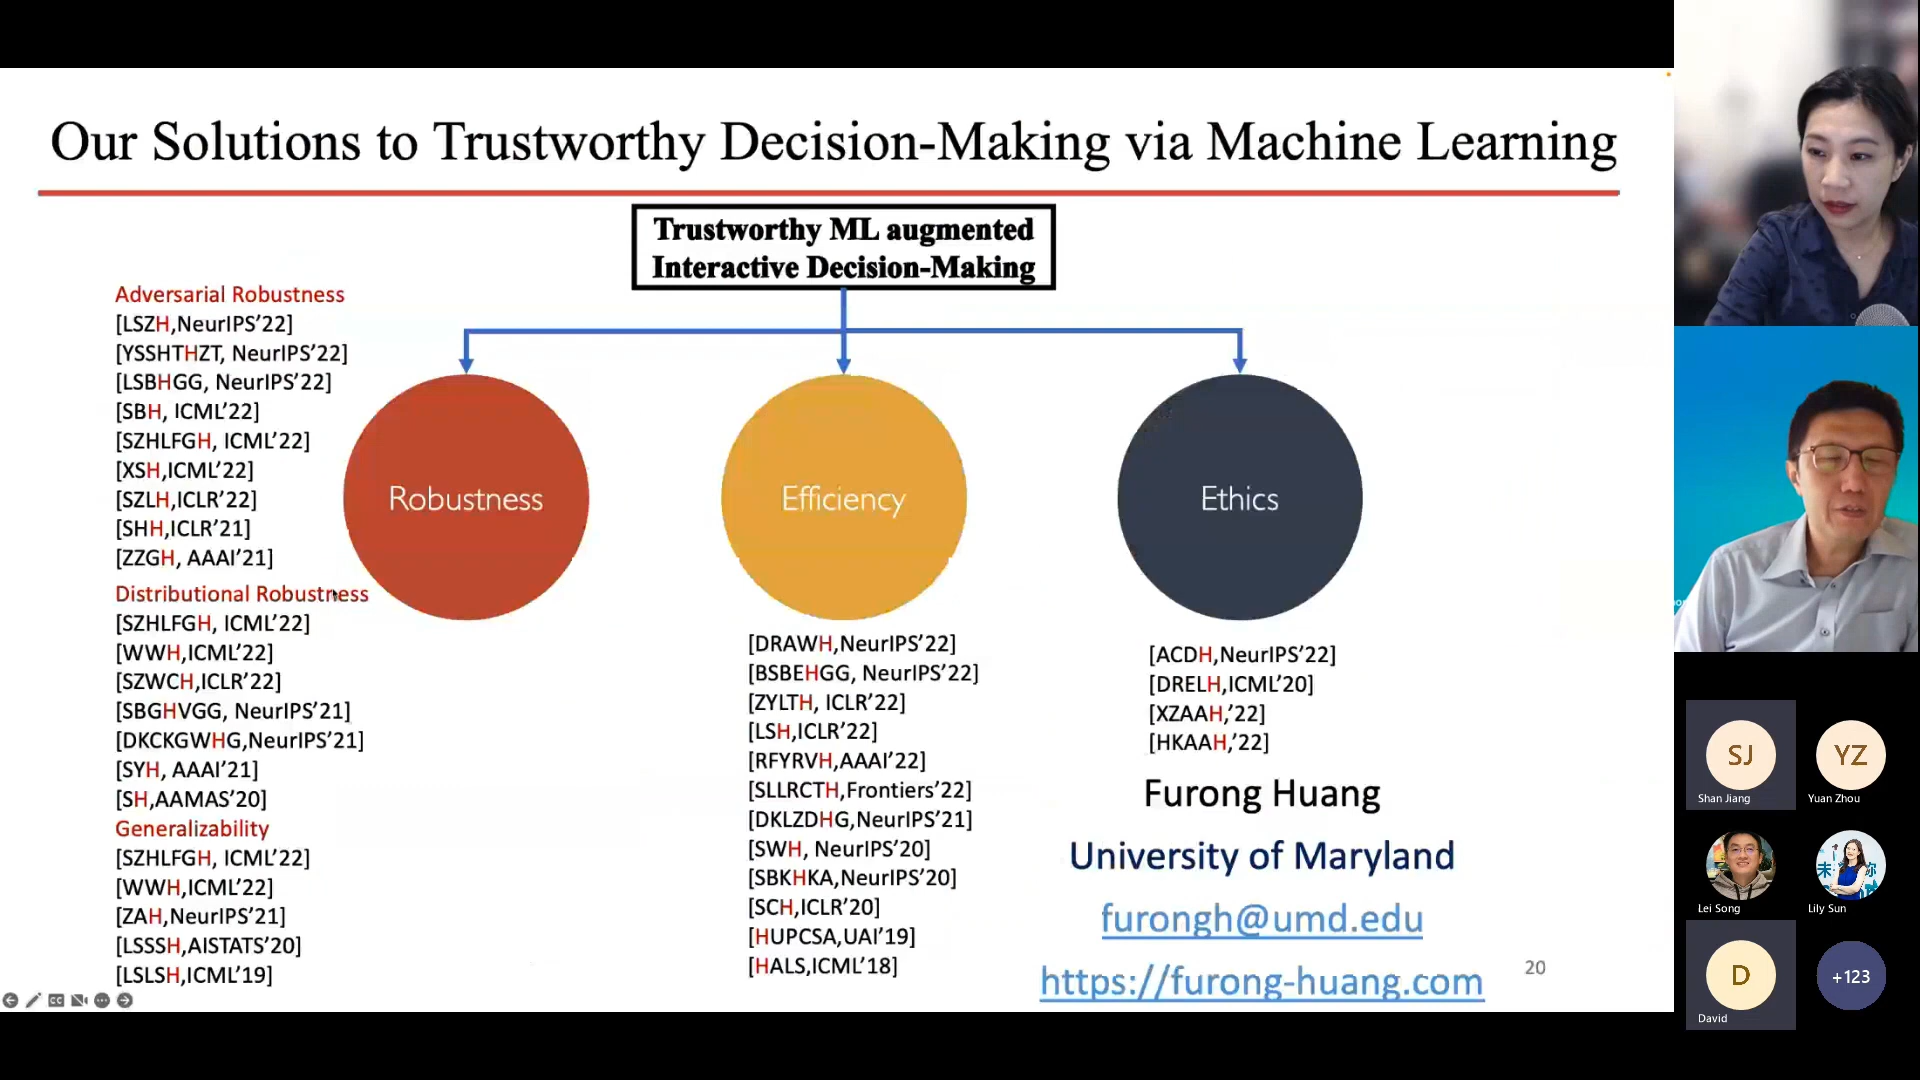 Our Solutions to Trustworthy Decision-Making via Machine Learning
Trustworthy ML augmented
Interactive Decision-Making
Adversarial Robustness
[LSZH,NeurIPS'22]
[YSSHTHZT, NeurIPS'22]
[LSBHGG, NeurIPS'22]
[SBH, ICML'22]
[SZHLFGH, ICML'22]
[XSH,ICML'22]
[SZLH,ICLR'22]
[SHH,ICLR'21]
[ZZGH, AAAI'21]
Distributional Robustness
[SZHLFGH, ICML'22]
[WWH,ICML'22]
[SZWCH,ICLR'22]
[SBGHVGG, NeurIPS'21]
[DKCKGWHG,NeurIPS'21]
[SYH, AAAI'21]
[SH,AAMAS'20]
Generalizability
[SZHLFGH, ICML'22]
[WWH,ICML'22]
[ZAH,NeurIPS'21]
[LSSSH,AISTATS'20]
[LSLSH,ICML'19]
Robustness
Efficiency
Ethics
[DRAWH,NeurIPS'22]
[BSBEHGG, NeurIPS'22]
[ZYLTH, ICLR'22]
[LSH,ICLR'22]
[RFYRVH,AAAI'22]
[SLLRCTH,Frontiers'22]
[DKLZDHG,NeurIPS'21]
[SWH, NeurIPS'20]
[SBKHKA,NeurIPS'20]
[SCH,ICLR'20]
[HUPCSA,UAI'19]
[HALS,ICML'18]
[ACDH,NeurIPS'22]
[DRELH,ICML'20]
[XZAAH,'22]
[HKAAH,'22]
Furong Huang
University of Maryland
furongh@umd.edu
https://furong-huang.com
20
SJ
Shan Jiang
YZ
Yuan Zhou
Lei Song
Lily Sun
D
David
+123